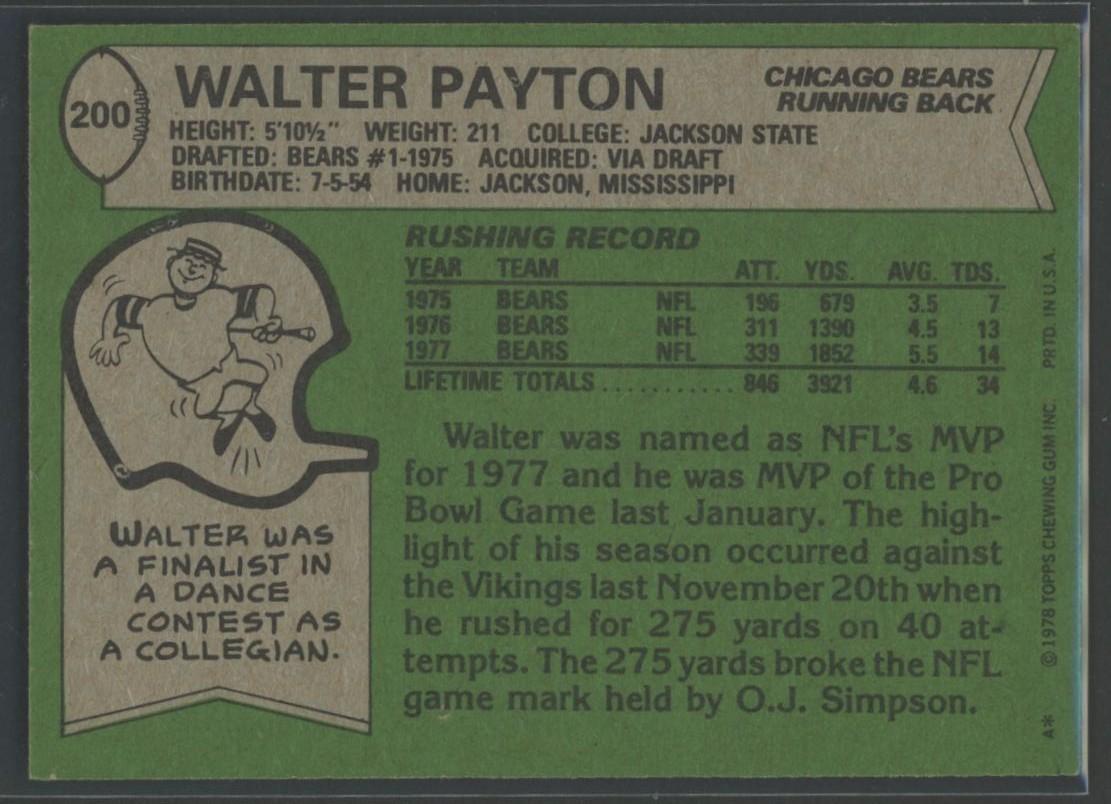 200
WALTER PAYTON
CHICAGO BEARS
RUNNING BACK
HEIGHT: 5'10½" WEIGHT: 211 COLLEGE: JACKSON STATE
DRAFTED: BEARS #1-1975 ACQUIRED: VIA DRAFT
BIRTHDATE: 7-5-54 HOME: JACKSON, MISSISSIPPI
RUSHING RECORD
YEAR TEAM ATT. YDS. AVG. TDS.
1975 BEARS NFL 196 679 3.5 7
1976 BEARS NFL 311 1390 4.5 13
1977 BEARS NFL 339 1852 5.5 14
LIFETIME TOTALS........... 846 3921 4.6 34
Walter was named as NFL's MVP
for 1977 and he was MVP of the Pro
Bowl Game last January. The high-
light of his season occurred against
the Vikings last November 20th when
he rushed for 275 yards on 40 at-
tempts. The 275 yards broke the NFL
game mark held by O.J. Simpson.
WALTER WAS
A FINALIST IN
A DANCE
CONTEST AS
A COLLEGIAN.
A* © 1978 TOPPS CHEWING GUM INC. PRTD. IN U.S.A.